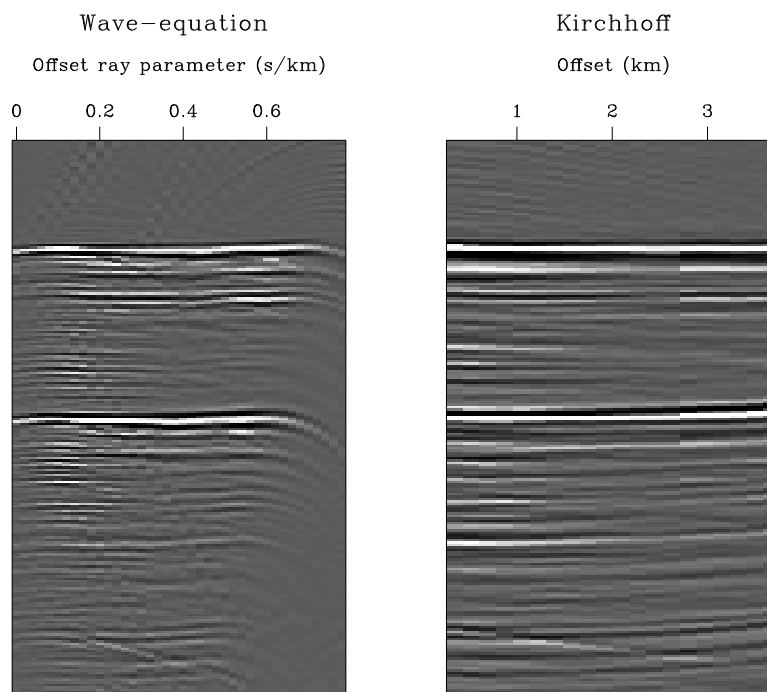 Wave-equation
Offset ray parameter (s/km)
0 0.2 0.4 0.6
Kirchhoff
Offset (km)
1 2 3